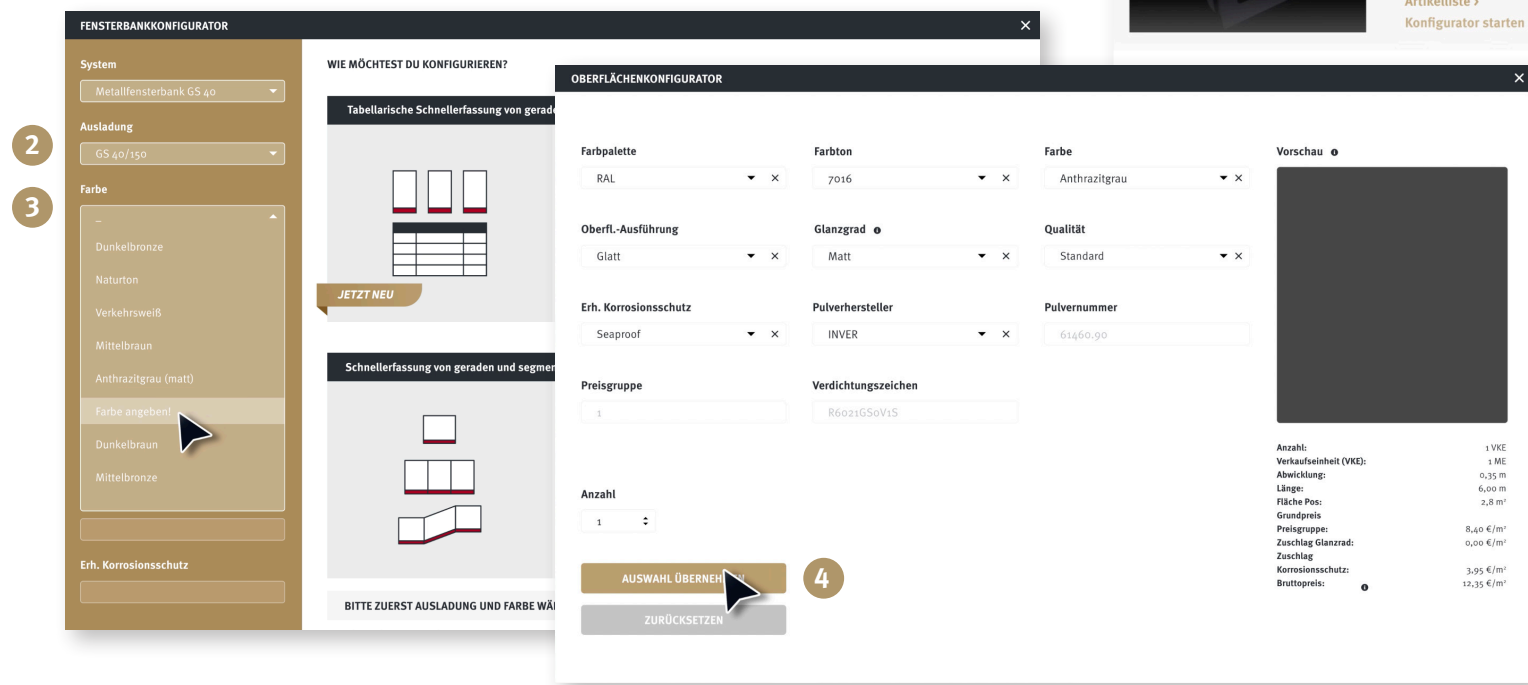 Artikelliste >
Konfigurator starten
FENSTERBANKKONFIGURATOR
System
Metallfensterbank GS 40
2
Ausladung
GS 40/150
3
Farbe
_
Dunkelbronze
Naturton
Verkehrsweiß
Mittelbraun
Anthrazitgrau (matt)
Farbe angeben!
Dunkelbraun
Mittelbronze
Erh. Korrosionsschutz
WIE MÖCHTEST DU KONFIGURIEREN?
Tabellarische Schnellerfassung von gerade
JETZT NEU
Schnellerfassung von geraden und segmen
BITTE ZUERST AUSLADUNG UND FARBE WÄ
OBERFLÄCHENKONFIGURATOR
Farbpalette Farbton Farbe Vorschau
RAL 7016 Anthrazitgrau
Oberfl.-Ausführung Glanzgrad Qualität
Glatt Matt Standard
Erh. Korrosionsschutz Pulverhersteller Pulvernummer
Seaproof INVER 61460.90
Preisgruppe Verdichtungszeichen
1 R6021GS0V1S
Anzahl
1
AUSWAHL ÜBERNEHMEN
4
ZURÜCKSETZEN
Anzahl: 1 VKE
Verkaufseinheit (VKE): 1 ME
Abwicklung: 0,35 m
Länge: 6,00 m
Fläche Pos: 2,8 m²
Grundpreis
Preisgruppe: 8,40 €/m²
Zuschlag Glanzrad: 0,00 €/m²
Zuschlag
Korrosionsschutz: 3,95 €/m²
Bruttopreis: 12,35 €/m²